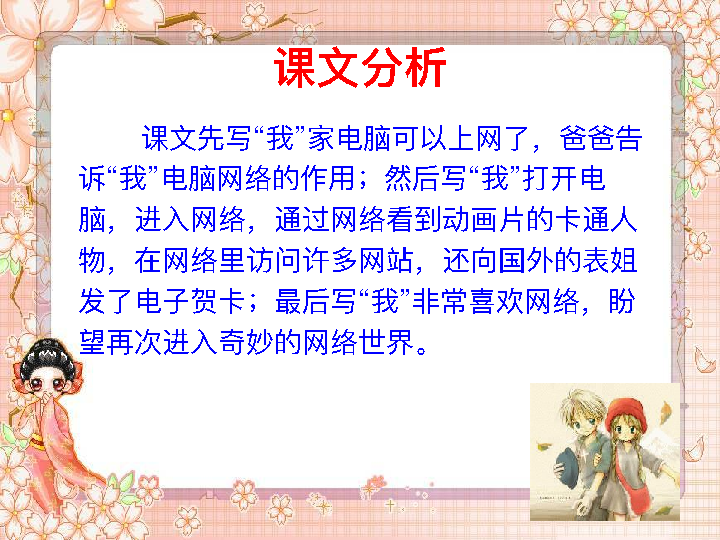 课文分析
课文先写“我”家电脑可以上网了，爸爸告
诉“我”电脑网络的作用；然后写“我”打开电
脑，进入网络，通过网络看到动画片的卡通人
物，在网络里访问许多网站，还向国外的表姐
发了电子贺卡；最后写“我”非常喜欢网络，盼
望再次进入奇妙的网络世界。